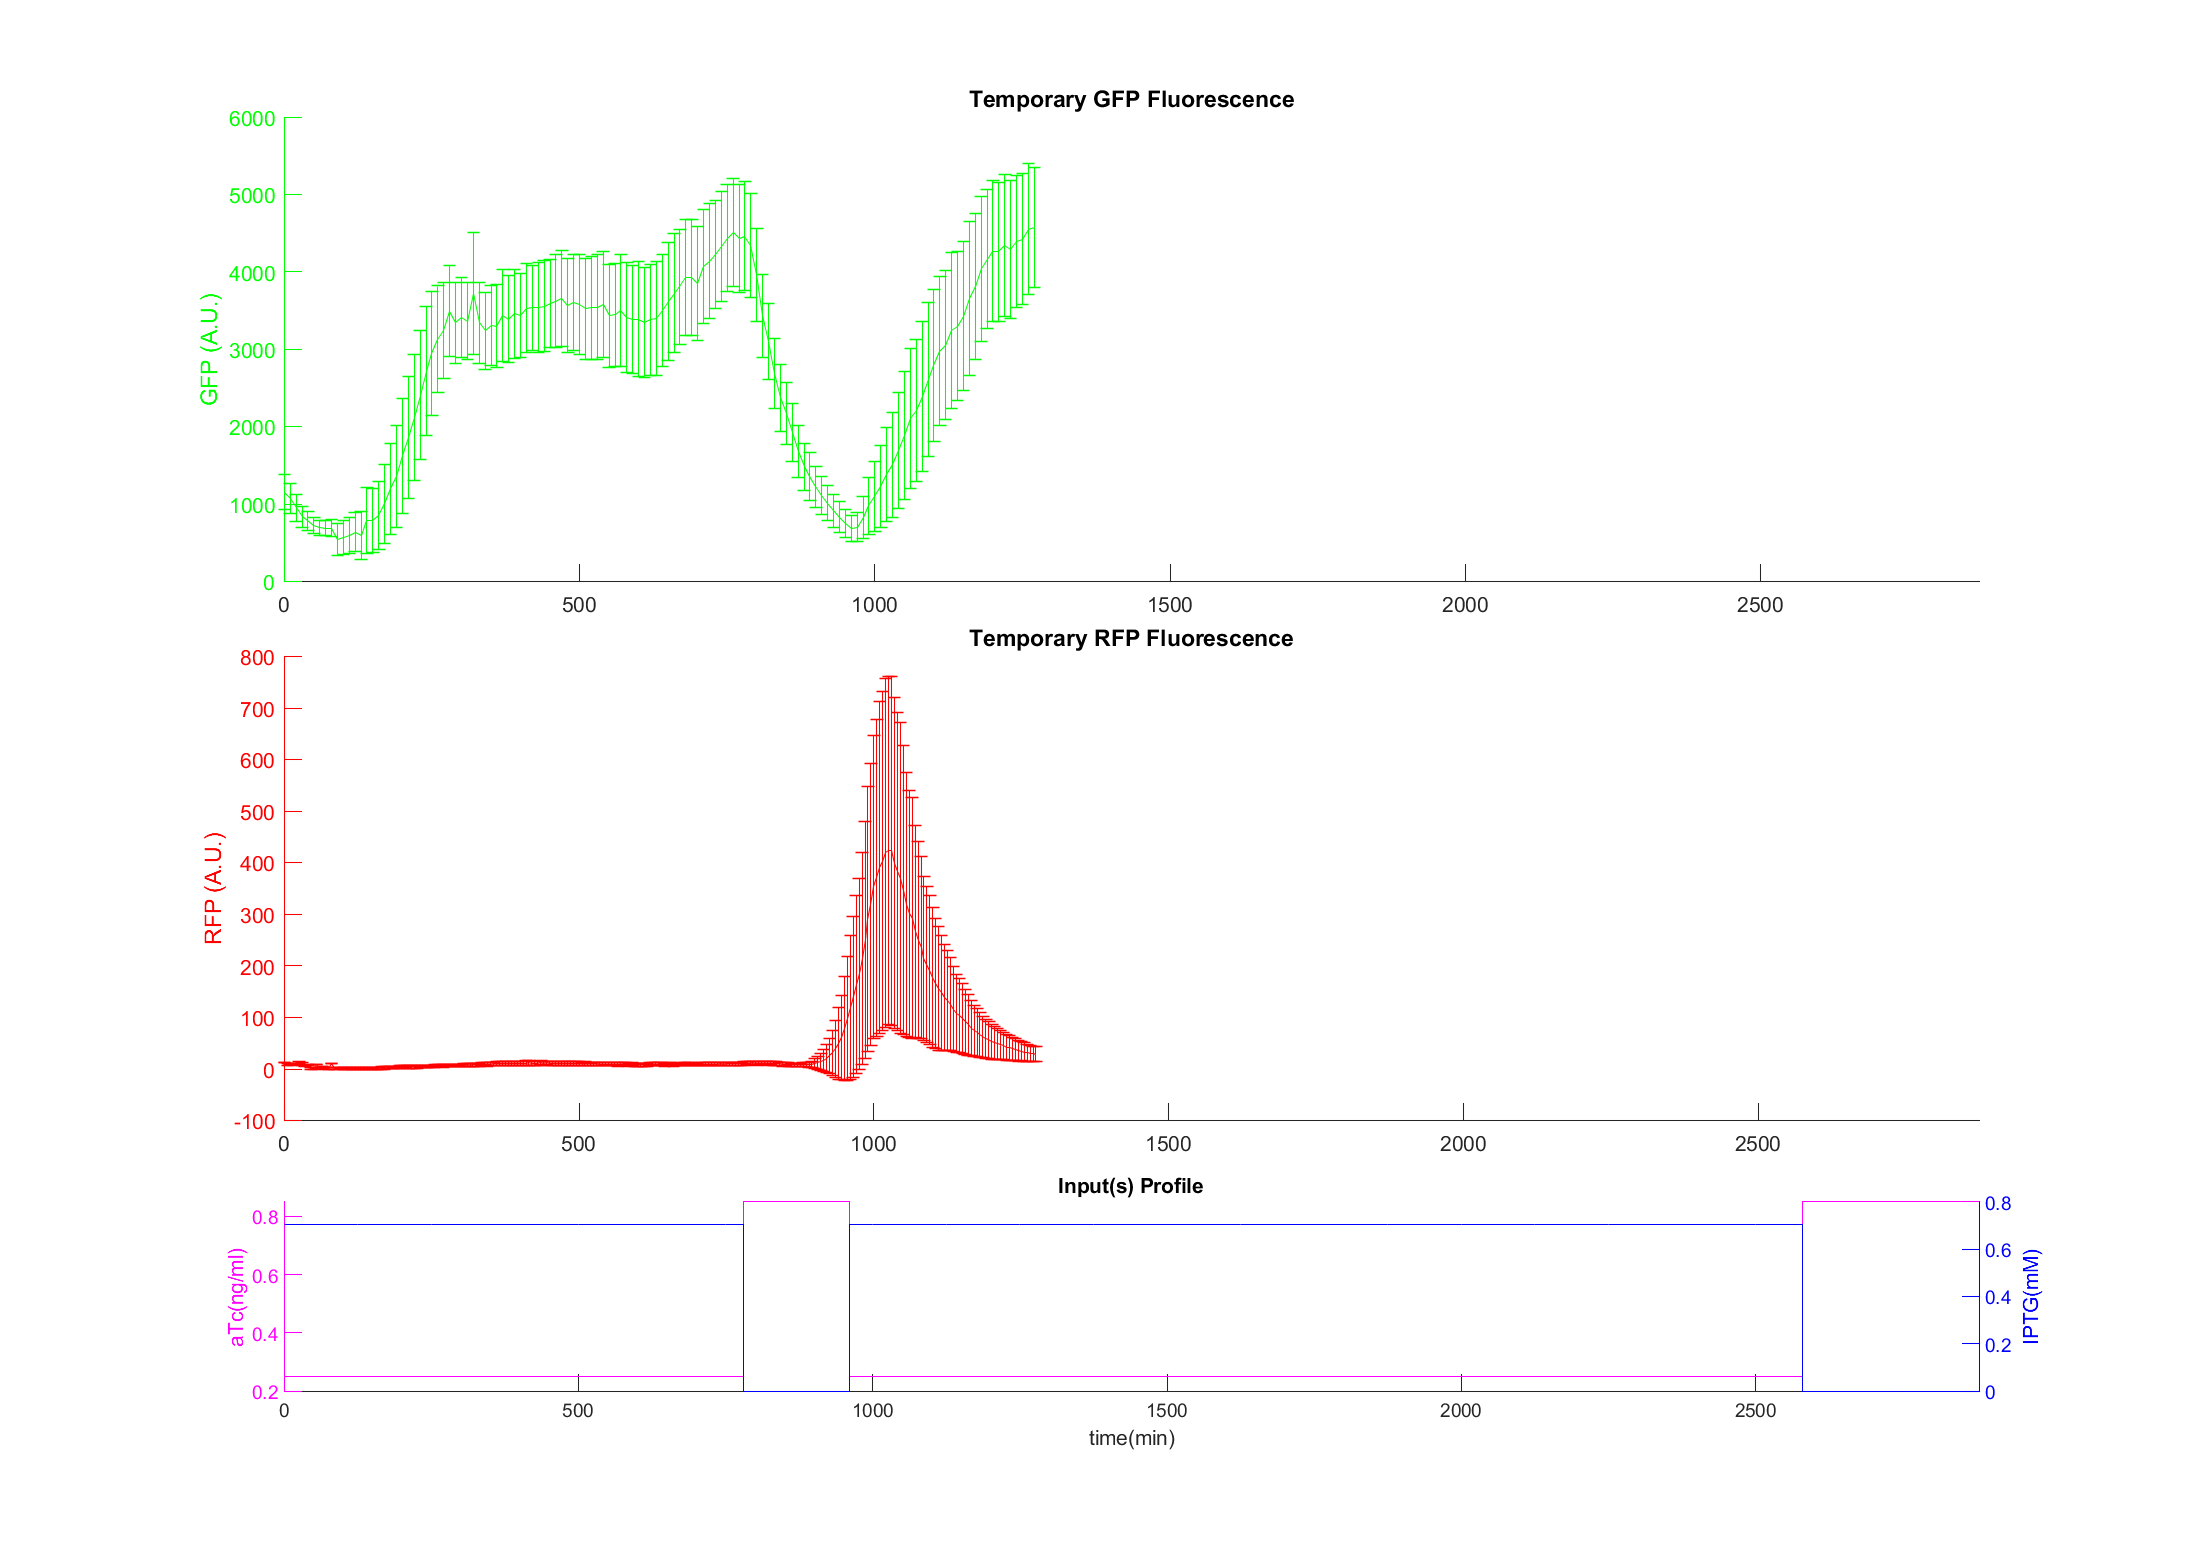 Temporary GFP Fluorescence
6000
5000
4000
3000
2000
1000
0
GFP (A.U.)
0 500 1000 1500 2000 2500
Temporary RFP Fluorescence
800
700
600
500
400
300
200
100
0
-100
RFP (A.U.)
0 500 1000 1500 2000 2500
Input(s) Profile
0.8
0.6
0.4
0.2
aTc(ng/ml)
0.8
0.6
0.4
0.2
0
IPTG(mM)
0 500 1000 1500 2000 2500
time(min)